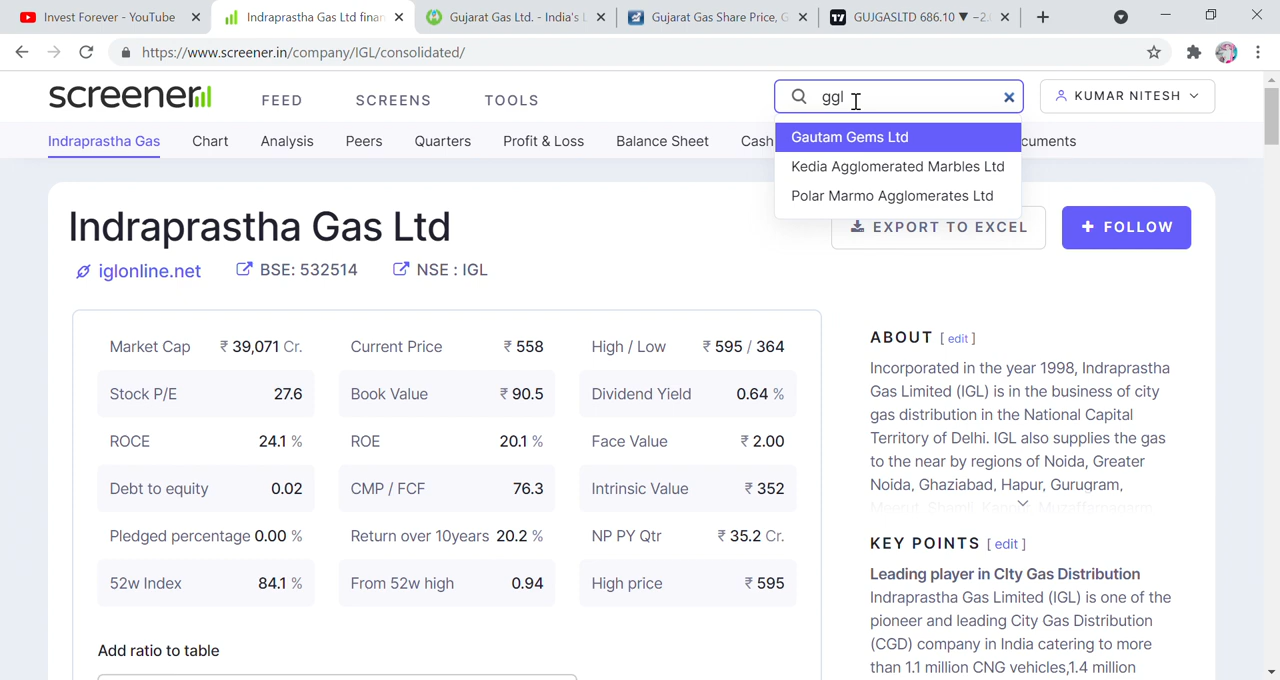 Invest Forever - YouTube
Indraprastha Gas Ltd finan
Gujarat Gas Ltd. - India's L
Gujarat Gas Share Price, G
GUJGASLTD 686.10 ▼ −2.
https://www.screener.in/company/IGL/consolidated/
screener
FEED
SCREENS
TOOLS
ggl
KUMAR NITESH
Indraprastha Gas
Chart
Analysis
Peers
Quarters
Profit & Loss
Balance Sheet
Cash
cuments
Gautam Gems Ltd
Kedia Agglomerated Marbles Ltd
Polar Marmo Agglomerates Ltd
Indraprastha Gas Ltd
EXPORT TO EXCEL
+ FOLLOW
iglonline.net
BSE: 532514
NSE : IGL
Market Cap ₹ 39,071 Cr.
Current Price ₹ 558
High / Low ₹ 595 / 364
Stock P/E 27.6
Book Value ₹ 90.5
Dividend Yield 0.64 %
ROCE 24.1 %
ROE 20.1 %
Face Value ₹ 2.00
Debt to equity 0.02
CMP / FCF 76.3
Intrinsic Value ₹ 352
Pledged percentage 0.00 %
Return over 10years 20.2 %
NP PY Qtr ₹ 35.2 Cr.
52w Index 84.1 %
From 52w high 0.94
High price ₹ 595
Add ratio to table
ABOUT [ edit ]
Incorporated in the year 1998, Indraprastha
Gas Limited (IGL) is in the business of city
gas distribution in the National Capital
Territory of Delhi. IGL also supplies the gas
to the near by regions of Noida, Greater
Noida, Ghaziabad, Hapur, Gurugram,
Meerut, Shamli, Kanpur, Muzaffarnagar
KEY POINTS [ edit ]
Leading player in CIty Gas Distribution
Indraprastha Gas Limited (IGL) is one of the
pioneer and leading City Gas Distribution
(CGD) company in India catering to more
than 1.1 million CNG vehicles,1.4 million